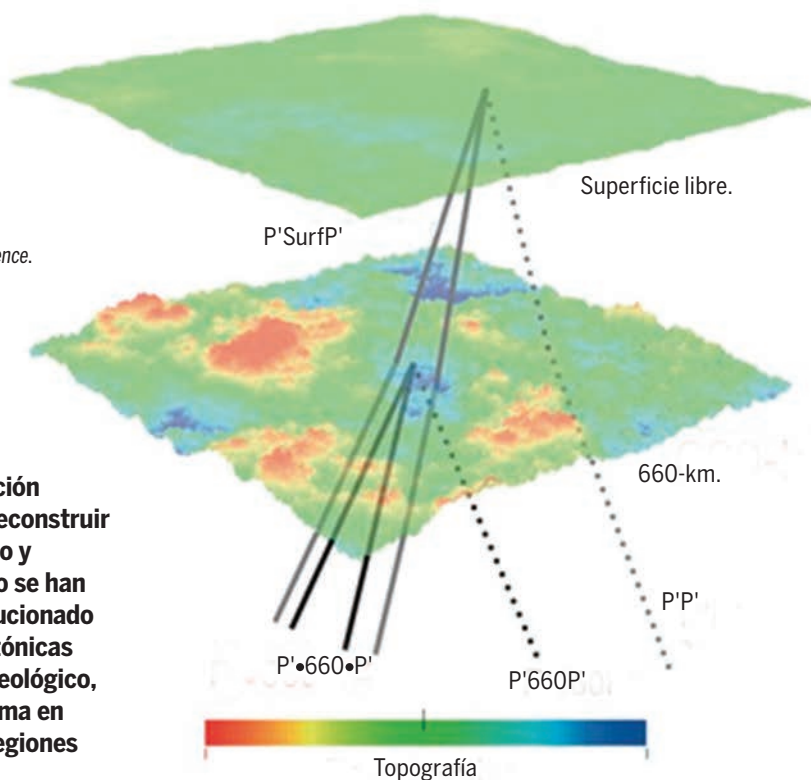 Superficie libre.
P'SurfP'
ence.
660-km.
ción
econstruir
o y
o se han
ucionado
tónicas
eológico,
ma en
egiones
P'P'
P'•660•P'
P'660P'
Topografía